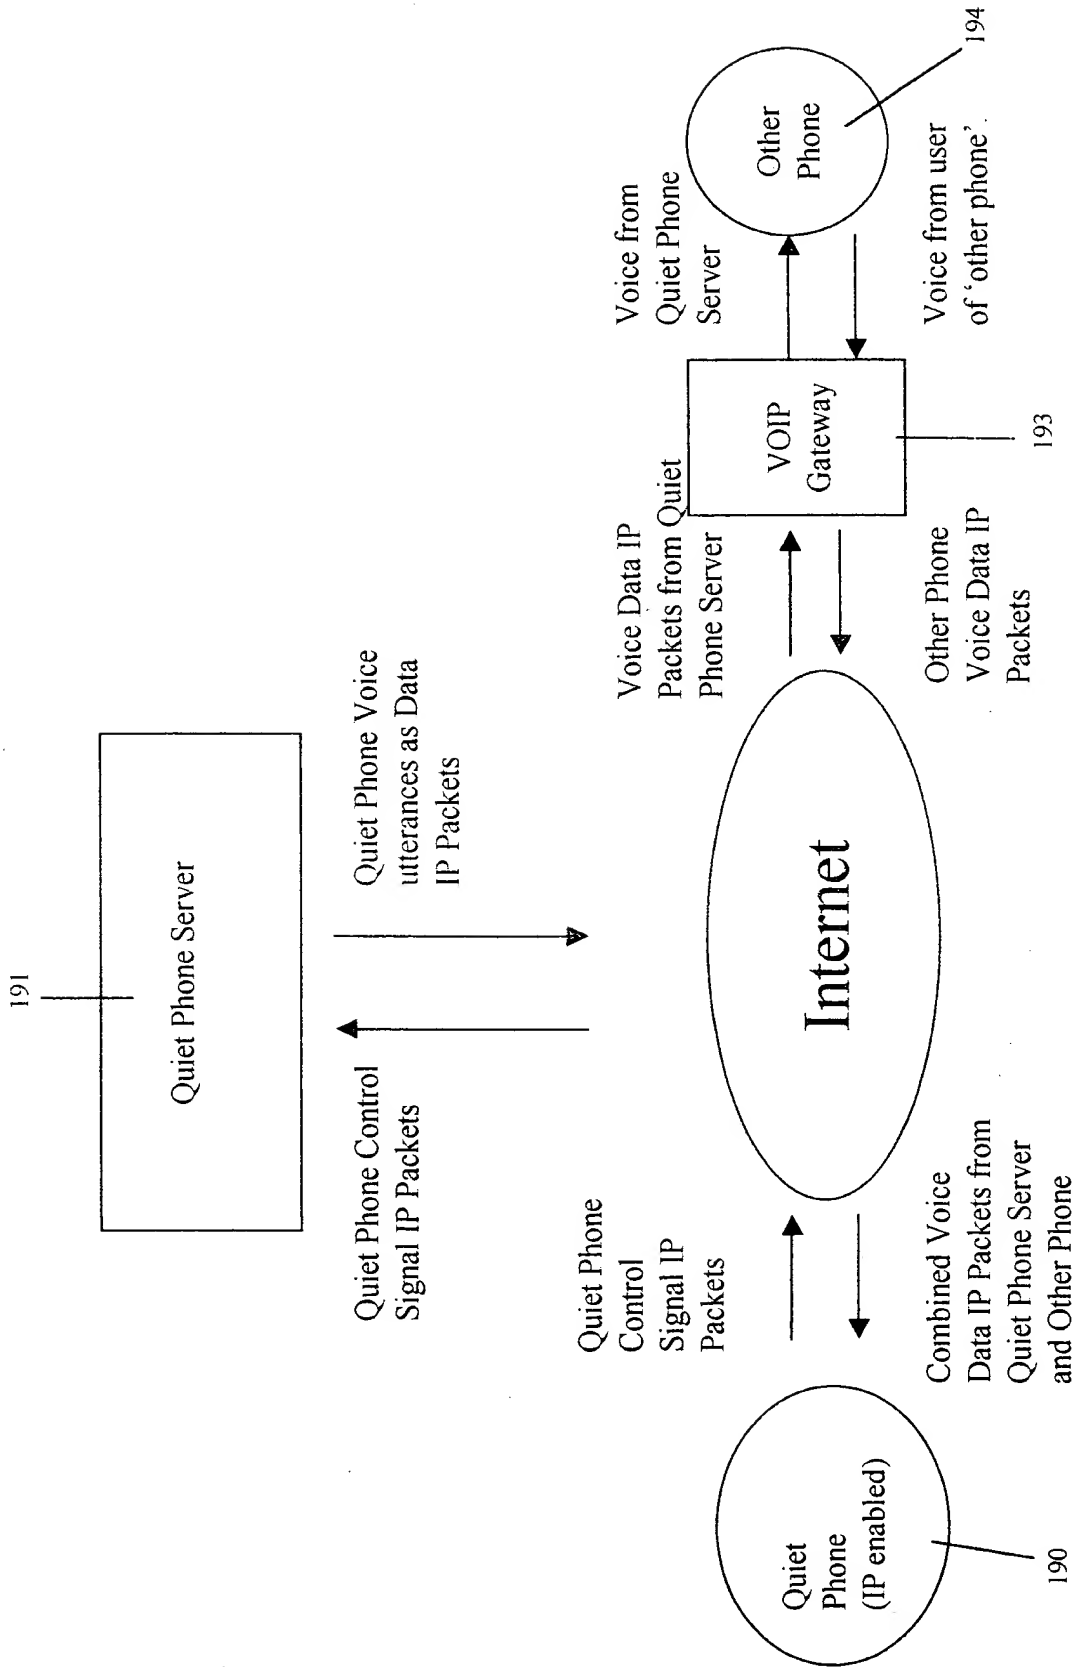 191
Quiet Phone Server
Quiet Phone Control
Signal IP Packets
Quiet Phone Voice
utterances as Data
IP Packets
Quiet Phone
Control
Signal IP
Packets
Voice Data IP
Packets from Quiet
Phone Server
Voice from
Quiet Phone
Server
Quiet
Phone
(IP enabled)
Internet
VOIP
Gateway
Other
Phone
190
Combined Voice
Data IP Packets from
Quiet Phone Server
and Other Phone
Other Phone
Voice Data IP
Packets
193
Voice from user
of 'other phone'.
194